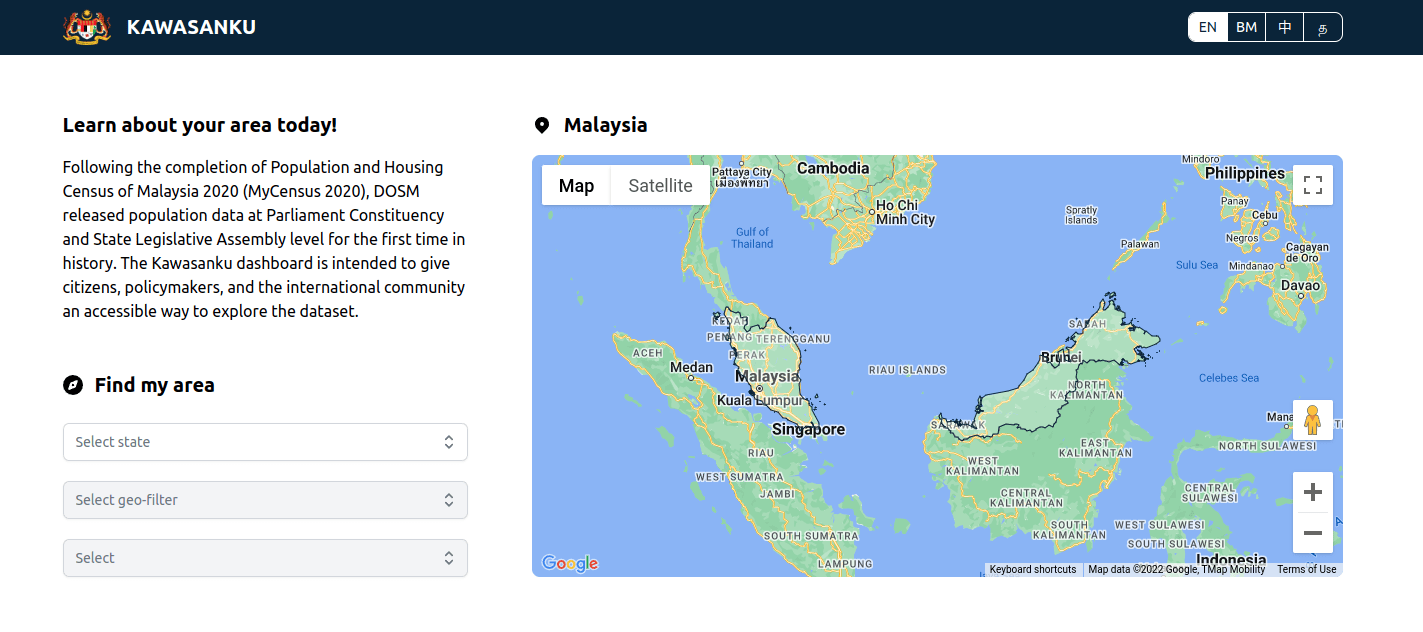 KAWASANKU
EN BM 中 த
Learn about your area today!
Following the completion of Population and Housing
Census of Malaysia 2020 (MyCensus 2020), DOSM
released population data at Parliament Constituency
and State Legislative Assembly level for the first time in
history. The Kawasanku dashboard is intended to give
citizens, policymakers, and the international community
an accessible way to explore the dataset.
Find my area
Select state
Select geo-filter
Select
Malaysia
Map Satellite
Pattaya City
เมืองพัทยา
Cambodia
Ho Chi
Minh City
Gulf of
Thailand
Spratly
Islands
Mindoro
Philippines
Panay
Cebu
Negros
Palawan
Cagayan
de Oro
Sulu Sea
Mindanao
Davao
KEDAH
PENANG
TERENGGANU
PERAK
ACEH
Medan
Malaysia
Kuala Lumpur
Singapore
RIAU ISLANDS
SABAH
Brunei
NORTH
KALIMANTAN
SARAWAK
Celebes Sea
Mana
NORTH SULAWESI
RIAU
WEST SUMATRA
JAMBI
EAST
KALIMANTAN
WEST
KALIMANTAN
CENTRAL
KALIMANTAN
CENTRAL
SULAWESI
SOUTH
KALIMANTAN
WEST SULAWESI
SOUTH SULAWESI
SOUTH SUMATRA
LAMPUNG
Indonesia
Google
Keyboard shortcuts
Map data ©2022 Google, TMap Mobility
Terms of Use